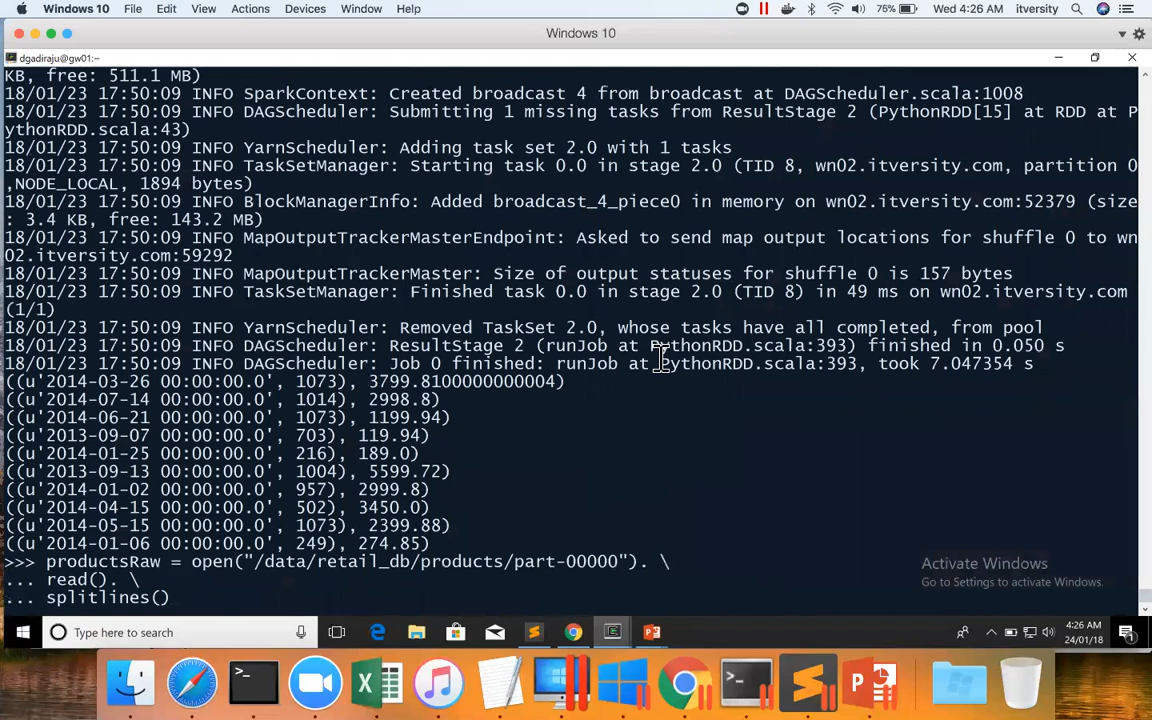 Windows 10 File Edit View Actions Devices Window Help 75% Wed 4:26 AM itversity
Windows 10
dgadiraju@gw01:~
KB, free: 511.1 MB)
18/01/23 17:50:09 INFO SparkContext: Created broadcast 4 from broadcast at DAGScheduler.scala:1008
18/01/23 17:50:09 INFO DAGScheduler: Submitting 1 missing tasks from ResultStage 2 (PythonRDD[15] at RDD at P
ythonRDD.scala:43)
18/01/23 17:50:09 INFO YarnScheduler: Adding task set 2.0 with 1 tasks
18/01/23 17:50:09 INFO TaskSetManager: Starting task 0.0 in stage 2.0 (TID 8, wn02.itversity.com, partition 0
,NODE_LOCAL, 1894 bytes)
18/01/23 17:50:09 INFO BlockManagerInfo: Added broadcast_4_piece0 in memory on wn02.itversity.com:52379 (size
: 3.4 KB, free: 143.2 MB)
18/01/23 17:50:09 INFO MapOutputTrackerMasterEndpoint: Asked to send map output locations for shuffle 0 to wn
02.itversity.com:59292
18/01/23 17:50:09 INFO MapOutputTrackerMaster: Size of output statuses for shuffle 0 is 157 bytes
18/01/23 17:50:09 INFO TaskSetManager: Finished task 0.0 in stage 2.0 (TID 8) in 49 ms on wn02.itversity.com
(1/1)
18/01/23 17:50:09 INFO YarnScheduler: Removed TaskSet 2.0, whose tasks have all completed, from pool
18/01/23 17:50:09 INFO DAGScheduler: ResultStage 2 (runJob at PythonRDD.scala:393) finished in 0.050 s
18/01/23 17:50:09 INFO DAGScheduler: Job 0 finished: runJob at PythonRDD.scala:393, took 7.047354 s
((u'2014-03-26 00:00:00.0', 1073), 3799.8100000000004)
((u'2014-07-14 00:00:00.0', 1014), 2998.8)
((u'2014-06-21 00:00:00.0', 1073), 1199.94)
((u'2013-09-07 00:00:00.0', 703), 119.94)
((u'2014-01-25 00:00:00.0', 216), 189.0)
((u'2013-09-13 00:00:00.0', 1004), 5599.72)
((u'2014-01-02 00:00:00.0', 957), 2999.8)
((u'2014-04-15 00:00:00.0', 502), 3450.0)
((u'2014-05-15 00:00:00.0', 1073), 2399.88)
((u'2014-01-06 00:00:00.0', 249), 274.85)
>>> productsRaw = open("/data/retail_db/products/part-00000"). \
... read(). \
... splitlines()
Activate Windows
Go to Settings to activate Windows.
Type here to search
4:26 AM
24/01/18